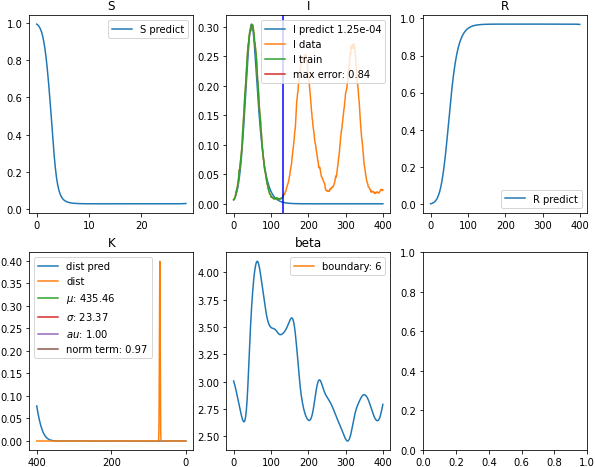 S
I
R
S predict
I predict 1.25e-04
I data
I train
max error: 0.84
R predict
1.0
0.8
0.6
0.4
0.2
0.0
0.30
0.25
0.20
0.15
0.10
0.05
0.00
1.0
0.8
0.6
0.4
0.2
0.0
0 10 20
0 100 200 300 400
0 100 200 300 400
K
beta
dist pred
dist
μ: 435.46
σ: 23.37
au: 1.00
norm term: 0.97
boundary: 6
0.40
0.35
0.30
0.25
0.20
0.15
0.10
0.05
0.00
4.00
3.75
3.50
3.25
3.00
2.75
2.50
1.0
0.8
0.6
0.4
0.2
0.0
400 200 0
0 100 200 300 400
0.0 0.2 0.4 0.6 0.8 1.0